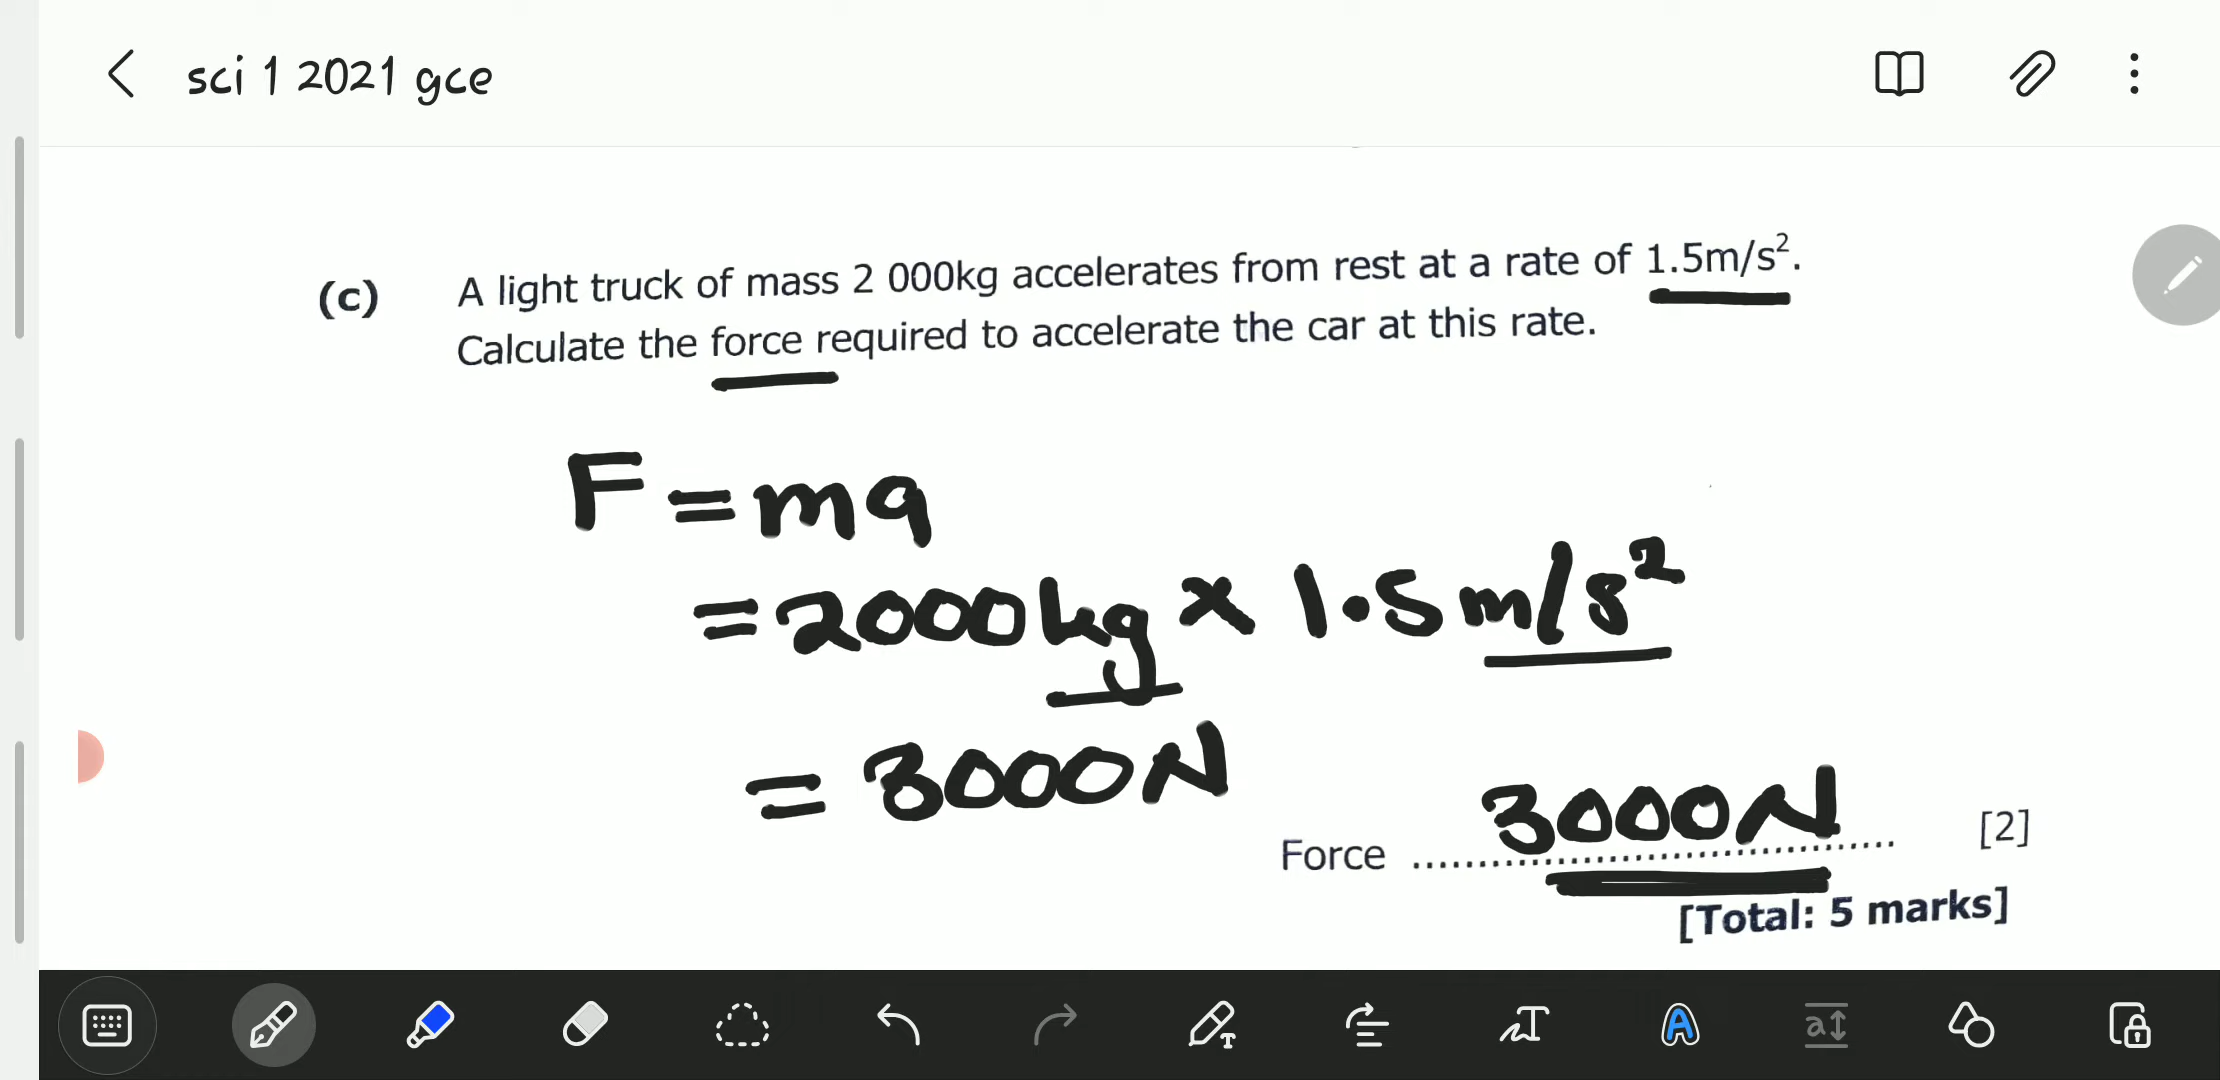 sci 1 2021 gce
(c) A light truck of mass 2 000kg accelerates from rest at a rate of 1.5m/s².
Calculate the force required to accelerate the car at this rate.
F = ma
= 2000kg × 1.5m/s²
= 3000N
Force 3000N [2]
[Total: 5 marks]